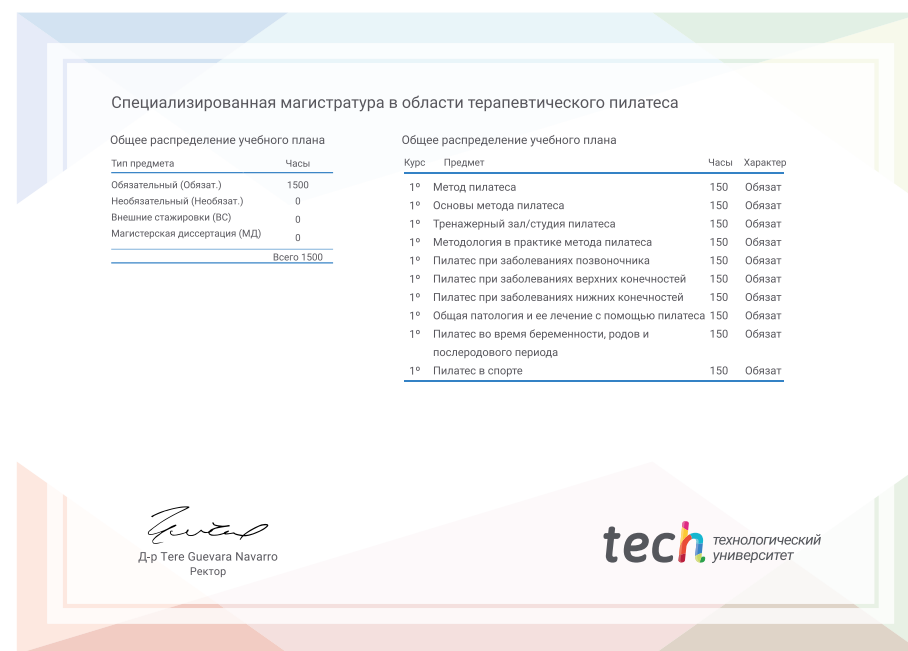 Специализированная магистратура в области терапевтического пилатеса
Общее распределение учебного плана
Тип предмета Часы
Обязательный (Обязат.) 1500
Необязательный (Необязат.) 0
Внешние стажировки (ВС) 0
Магистерская диссертация (МД) 0
Всего 1500
Общее распределение учебного плана
Курс Предмет Часы Характер
1º Метод пилатеса 150 Обязат
1º Основы метода пилатеса 150 Обязат
1º Тренажерный зал/студия пилатеса 150 Обязат
1º Методология в практике метода пилатеса 150 Обязат
1º Пилатес при заболеваниях позвоночника 150 Обязат
1º Пилатес при заболеваниях верхних конечностей 150 Обязат
1º Пилатес при заболеваниях нижних конечностей 150 Обязат
1º Общая патология и ее лечение с помощью пилатеса 150 Обязат
1º Пилатес во время беременности, родов и 150 Обязат
послеродового периода
1º Пилатес в спорте 150 Обязат
Д-р Tere Guevara Navarro
Ректор
tech технологический
университет